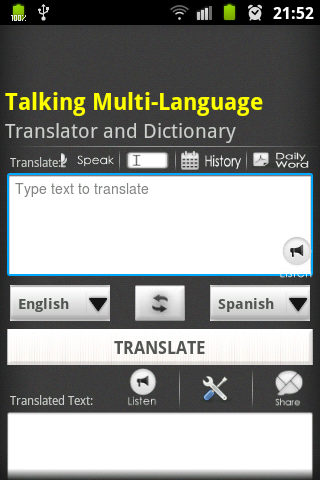 100%
21:52
Talking Multi-Language
Translator and Dictionary
Translate:
Speak
History
Daily Word
Type text to translate
Listen
English
Spanish
TRANSLATE
Translated Text:
Listen
Share